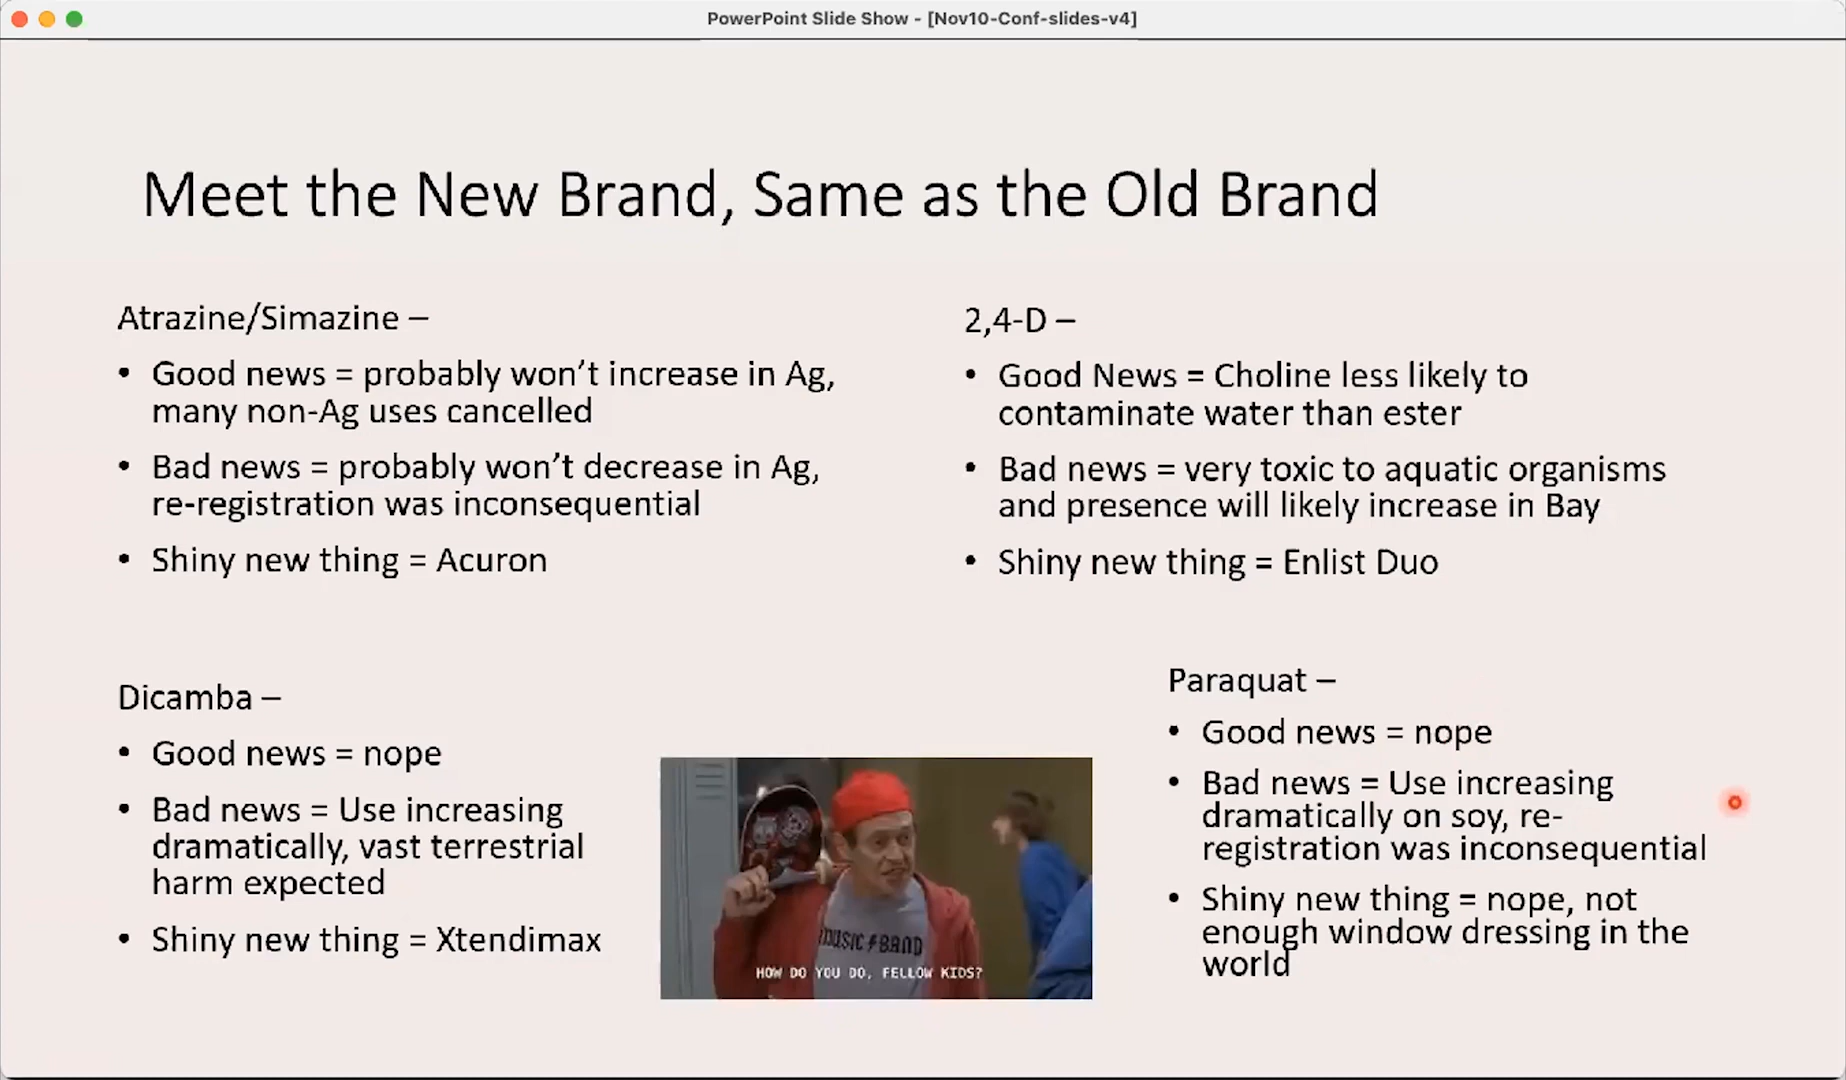 PowerPoint Slide Show - [Nov10-Conf-slides-v4]
Meet the New Brand, Same as the Old Brand
Atrazine/Simazine –
• Good news = probably won’t increase in Ag,
many non-Ag uses cancelled
• Bad news = probably won’t decrease in Ag,
re-registration was inconsequential
• Shiny new thing = Acuron
2,4-D –
• Good News = Choline less likely to
contaminate water than ester
• Bad news = very toxic to aquatic organisms
and presence will likely increase in Bay
• Shiny new thing = Enlist Duo
Dicamba –
• Good news = nope
• Bad news = Use increasing
dramatically, vast terrestrial
harm expected
• Shiny new thing = Xtendimax
MUSIC BAND
HOW DO YOU DO, FELLOW KIDS?
Paraquat –
• Good news = nope
• Bad news = Use increasing
dramatically on soy, re-
registration was inconsequential
• Shiny new thing = nope, not
enough window dressing in the
world